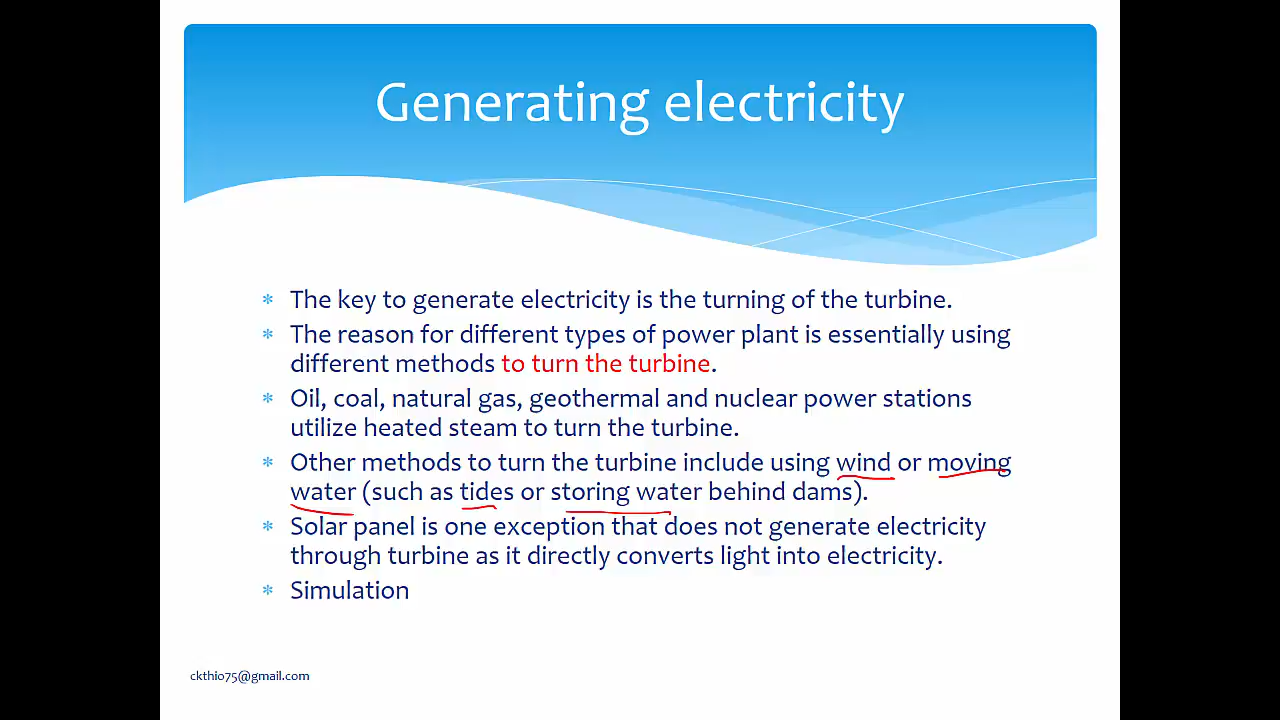 Generating electricity
* The key to generate electricity is the turning of the turbine.
* The reason for different types of power plant is essentially using
different methods to turn the turbine.
* Oil, coal, natural gas, geothermal and nuclear power stations
utilize heated steam to turn the turbine.
* Other methods to turn the turbine include using wind or moving
water (such as tides or storing water behind dams).
* Solar panel is one exception that does not generate electricity
through turbine as it directly converts light into electricity.
* Simulation
ckthio75@gmail.com